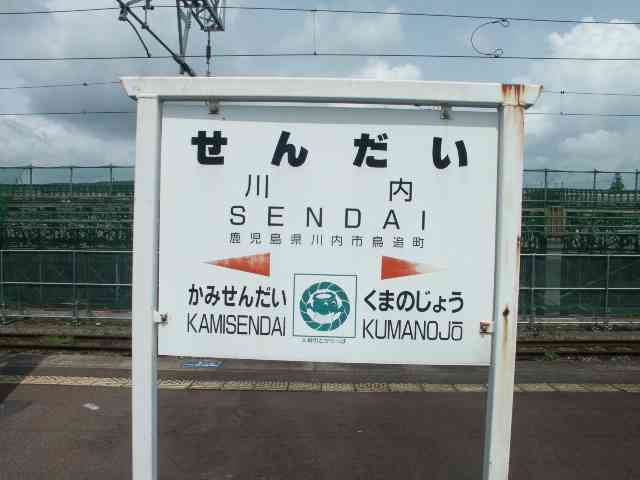 せんだい
川内
SENDAI
鹿児島県川内市鳥追町
かみせんだい くまのじょう
KAMISENDAI KUMANOJŌ